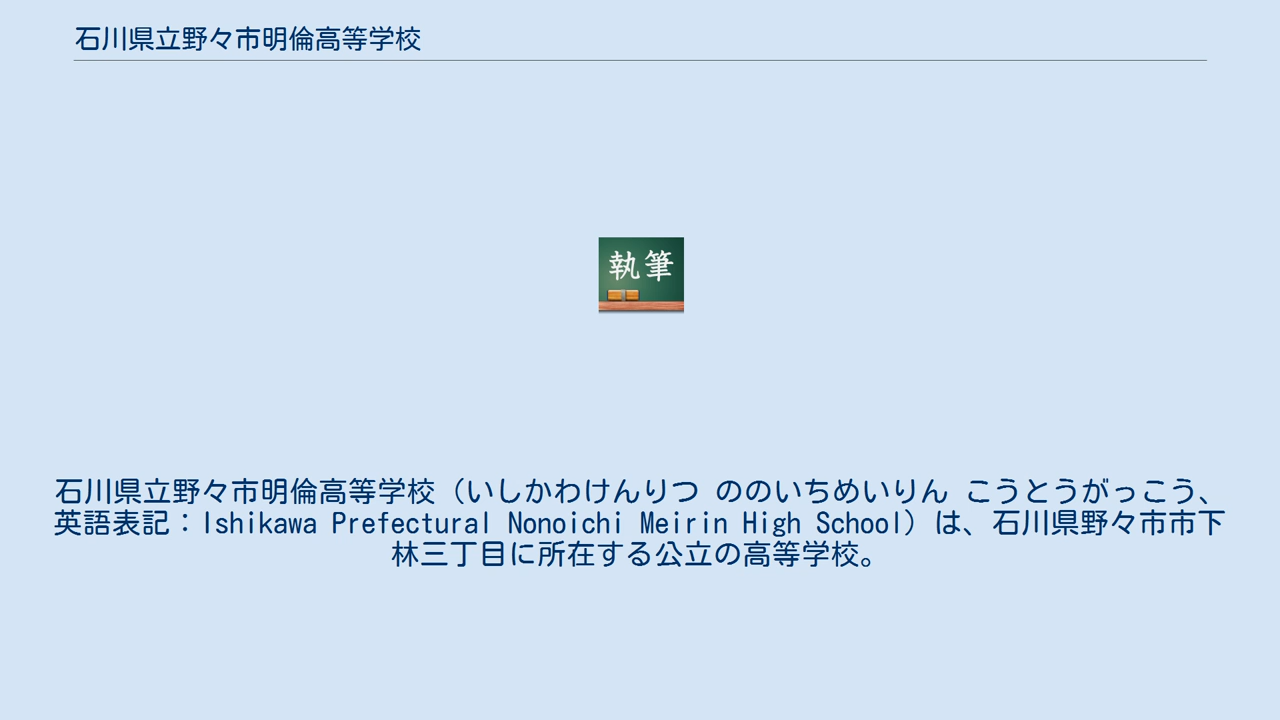 石川県立野々市明倫高等学校
執筆
石川県立野々市明倫高等学校（いしかわけんりつ ののいちめいりん こうとうがっこう、
英語表記：Ishikawa Prefectural Nonoichi Meirin High School）は、石川県野々市市下
林三丁目に所在する公立の高等学校。